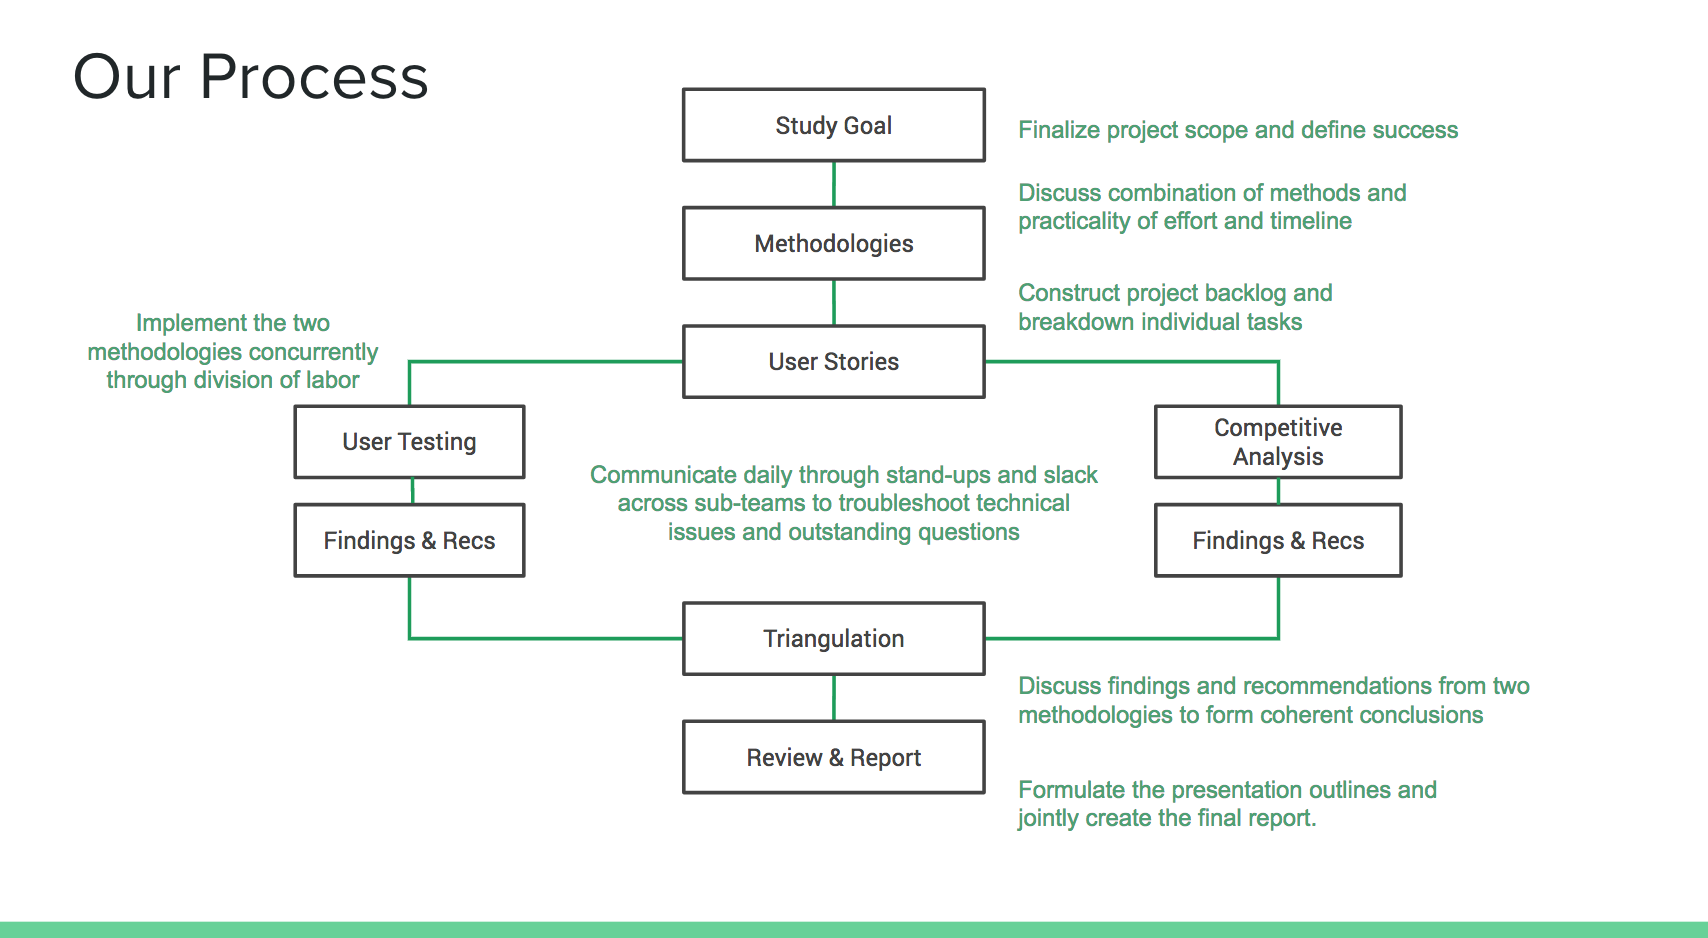 Our Process
Study Goal
Finalize project scope and define success
Methodologies
Discuss combination of methods and
practicality of effort and timeline
User Stories
Construct project backlog and
breakdown individual tasks
Implement the two
methodologies concurrently
through division of labor
User Testing
Competitive
Analysis
Communicate daily through stand-ups and slack
across sub-teams to troubleshoot technical
issues and outstanding questions
Findings & Recs
Findings & Recs
Triangulation
Discuss findings and recommendations from two
methodologies to form coherent conclusions
Review & Report
Formulate the presentation outlines and
jointly create the final report.